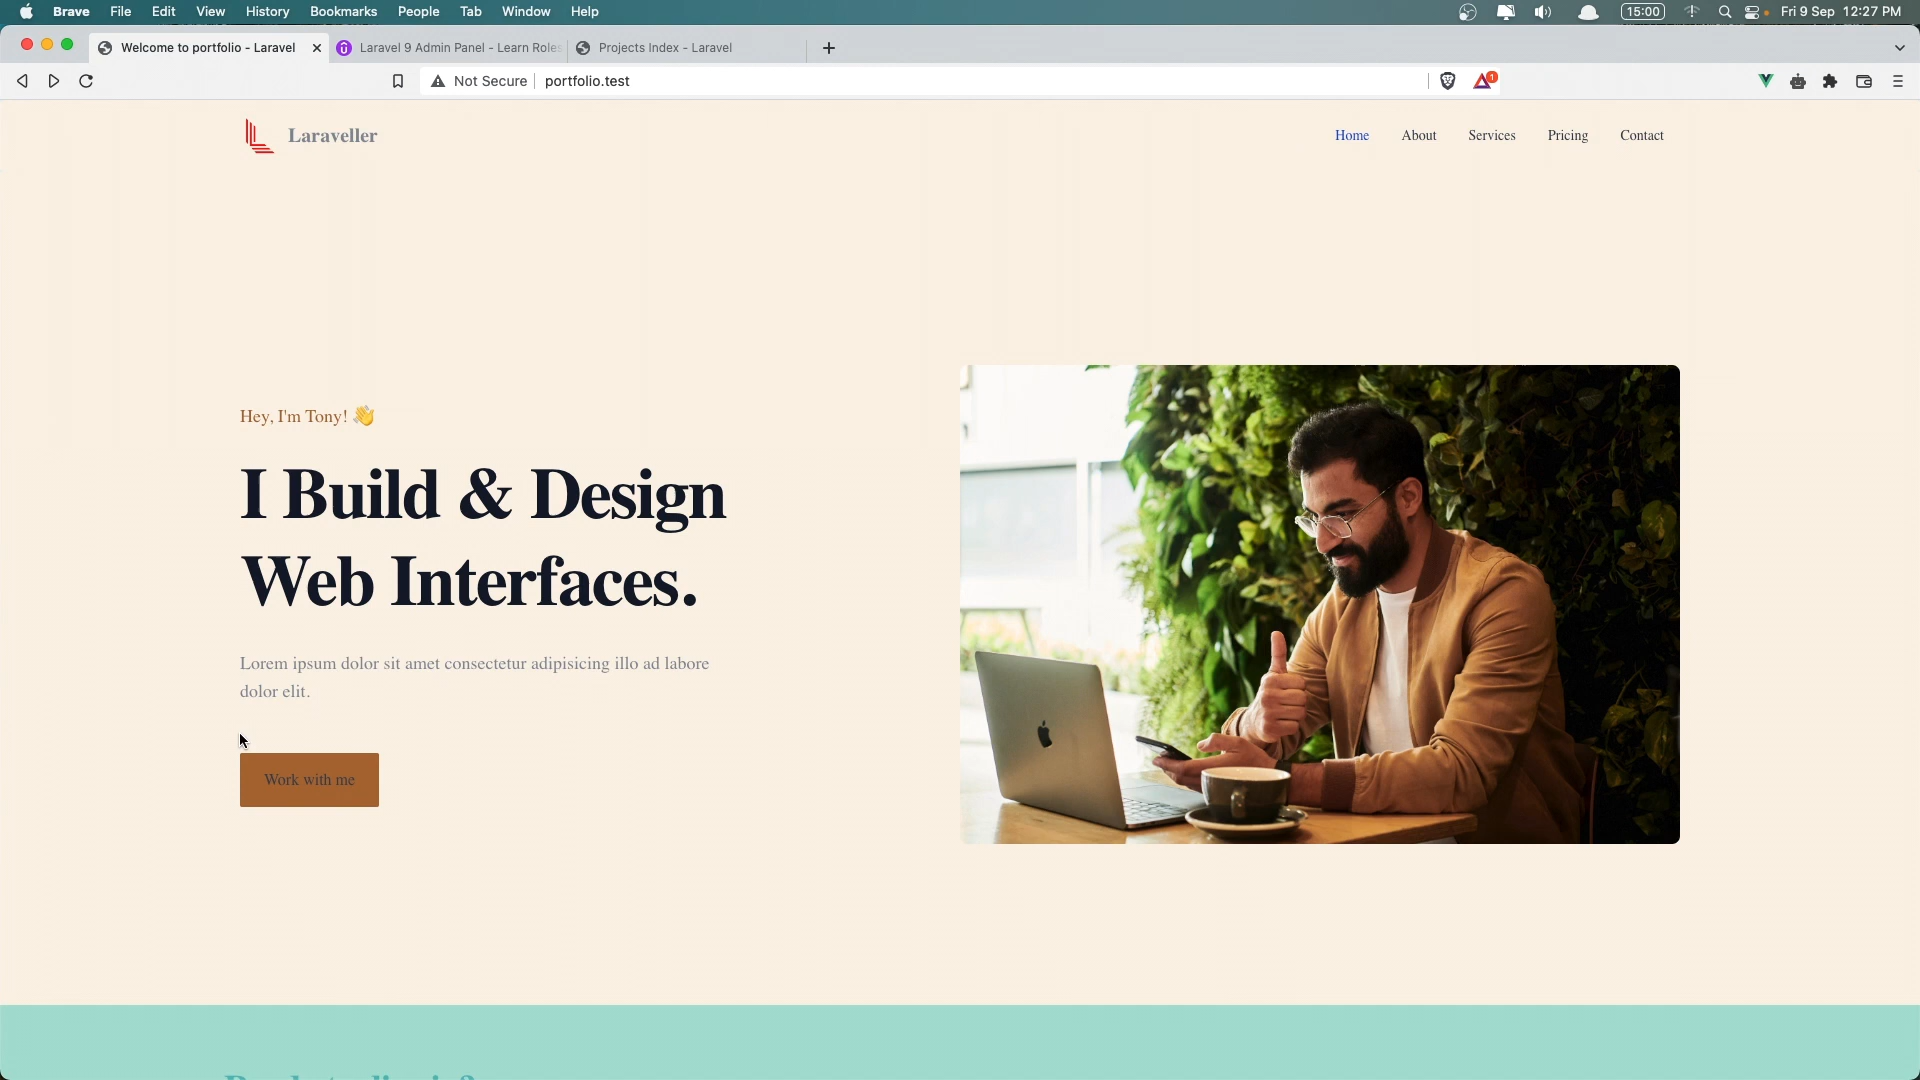 Brave File Edit View History Bookmarks People Tab Window Help 15:00 Fri 9 Sep 12:27 PM
Welcome to portfolio - Laravel Laravel 9 Admin Panel - Learn Roles Projects Index - Laravel
Not Secure portfolio.test 1
Laraveller Home About Services Pricing Contact
Hey, I'm Tony! 👋
I Build & Design
Web Interfaces.
Lorem ipsum dolor sit amet consectetur adipisicing illo ad labore
dolor elit.
Work with me